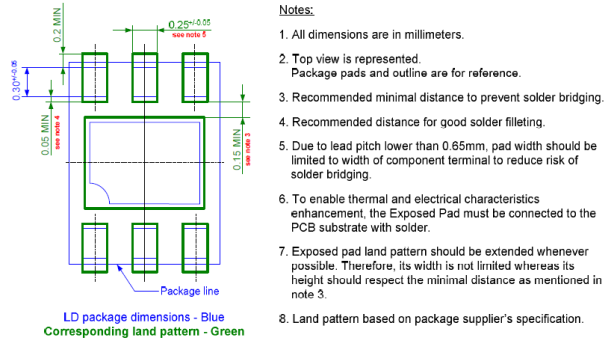 0.2 MIN
0.25+/-0.05
see note 5
0.30+/-0.05
0.05 MIN
see note 4
0.15 MIN
see note 3
Package line
LD package dimensions - Blue
Corresponding land pattern - Green
Notes:
1. All dimensions are in millimeters.
2. Top view is represented.
Package pads and outline are for reference.
3. Recommended minimal distance to prevent solder bridging.
4. Recommended distance for good solder filleting.
5. Due to lead pitch lower than 0.65mm, pad width should be
limited to width of component terminal to reduce risk of
solder bridging.
6. To enable thermal and electrical characteristics
enhancement, the Exposed Pad must be connected to the
PCB substrate with solder.
7. Exposed pad land pattern should be extended whenever
possible. Therefore, its width is not limited whereas its
height should respect the minimal distance as mentioned in
note 3.
8. Land pattern based on package supplier's specification.